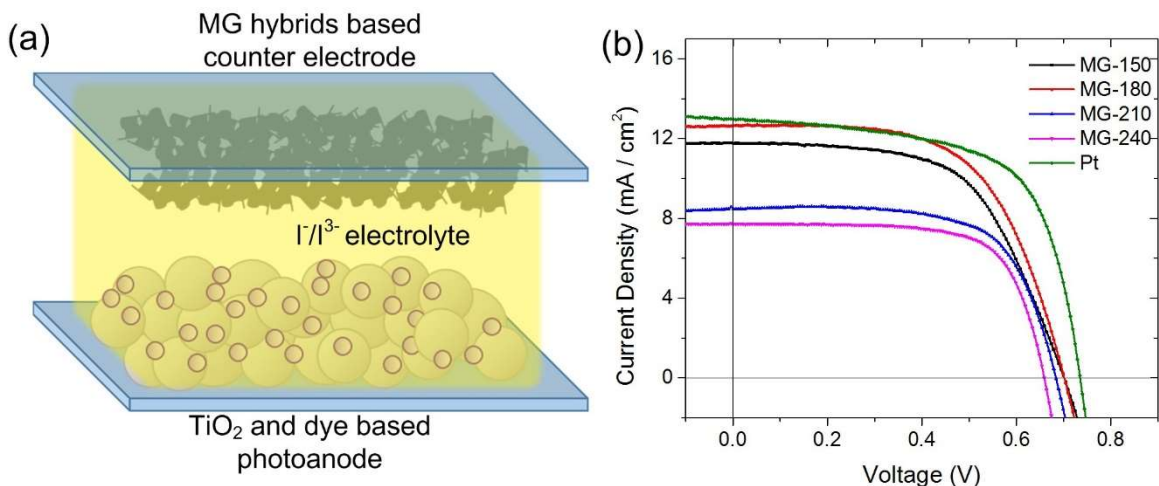 (a)
MG hybrids based
counter electrode
I⁻/I³⁻ electrolyte
TiO₂ and dye based
photoanode
(b)
16
12
8
4
0
Current Density (mA / cm²)
MG-150
MG-180
MG-210
MG-240
Pt
0.0 0.2 0.4 0.6 0.8
Voltage (V)